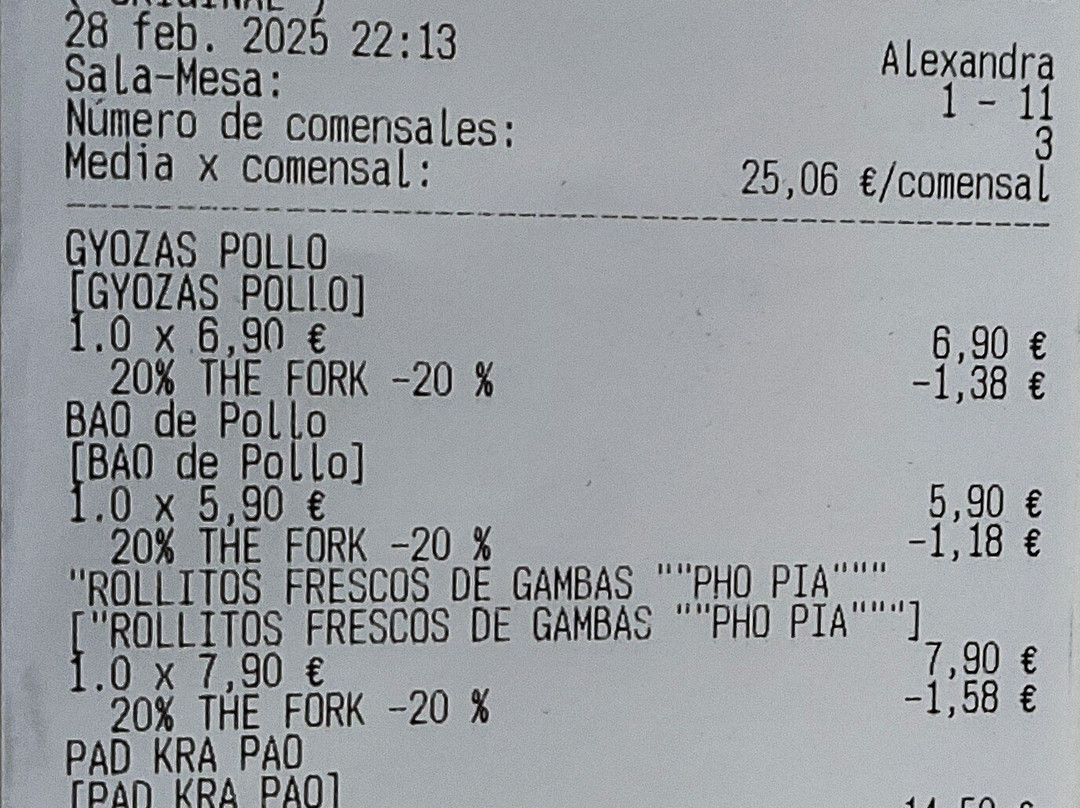 ( ORIGINAL )
28 feb. 2025 22:13
Alexandra
Sala-Mesa: 1 - 11
Número de comensales: 3
Media x comensal: 25,06 €/comensal
GYOZAS POLLO
[GYOZAS POLLO]
1.0 x 6,90 € 6,90 €
20% THE FORK -20 % -1,38 €
BAO de Pollo
[BAO de Pollo]
1.0 x 5,90 € 5,90 €
20% THE FORK -20 % -1,18 €
"ROLLITOS FRESCOS DE GAMBAS ""PHO PIA"""
["ROLLITOS FRESCOS DE GAMBAS ""PHO PIA"""]
1.0 x 7,90 € 7,90 €
20% THE FORK -20 % -1,58 €
PAD KRA PAO
[PAD KRA PAO]